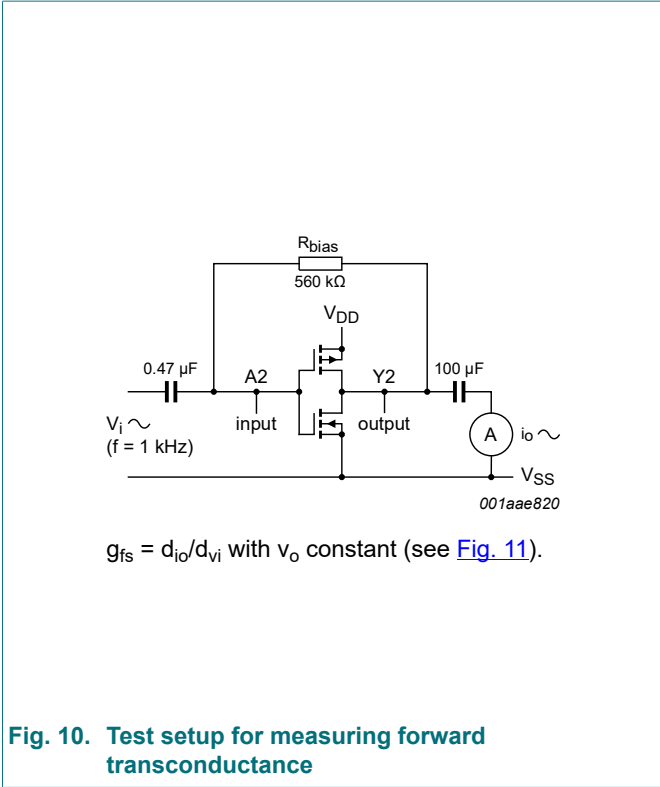 Rbias
560 kΩ
VDD
0.47 µF
A2
Y2
100 µF
input
output
Vi
(f = 1 kHz)
A
io
VSS
001aae820
gfs = dio/dvi with vo constant (see Fig. 11).
Fig. 10. Test setup for measuring forward
transconductance